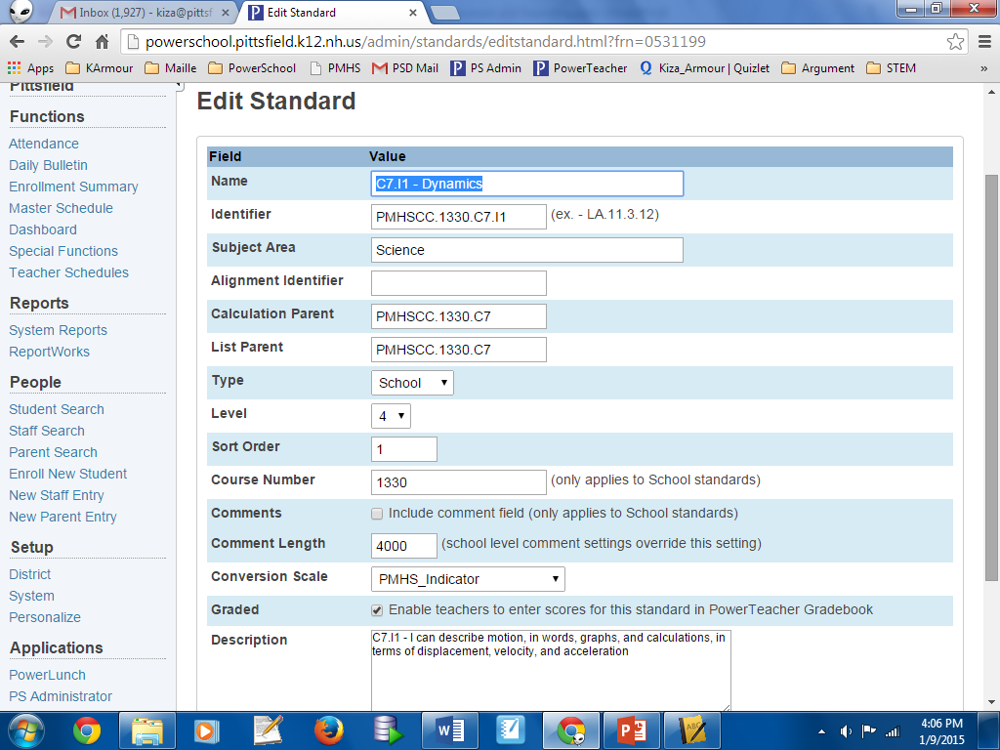 Inbox (1,927) - kiza@pittsf
Edit Standard
powerschool.pittsfield.k12.nh.us/admin/standards/editstandard.html?frn=0531199
Apps KArmour Maille PowerSchool PMHS PSD Mail PS Admin PowerTeacher Kiza_Armour | Quizlet Argument STEM »
Pittsfield
Functions
Attendance
Daily Bulletin
Enrollment Summary
Master Schedule
Dashboard
Special Functions
Teacher Schedules
Reports
System Reports
ReportWorks
People
Student Search
Staff Search
Parent Search
Enroll New Student
New Staff Entry
New Parent Entry
Setup
District
System
Personalize
Applications
PowerLunch
PS Administrator
Edit Standard
Field Value
Name C7.I1 - Dynamics
Identifier PMHSCC.1330.C7.I1 (ex. - LA.11.3.12)
Subject Area Science
Alignment Identifier
Calculation Parent PMHSCC.1330.C7
List Parent PMHSCC.1330.C7
Type School
Level 4
Sort Order 1
Course Number 1330 (only applies to School standards)
Comments Include comment field (only applies to School standards)
Comment Length 4000 (school level comment settings override this setting)
Conversion Scale PMHS_Indicator
Graded Enable teachers to enter scores for this standard in PowerTeacher Gradebook
Description C7.I1 - I can describe motion, in words, graphs, and calculations, in
terms of displacement, velocity, and acceleration
4:06 PM
1/9/2015